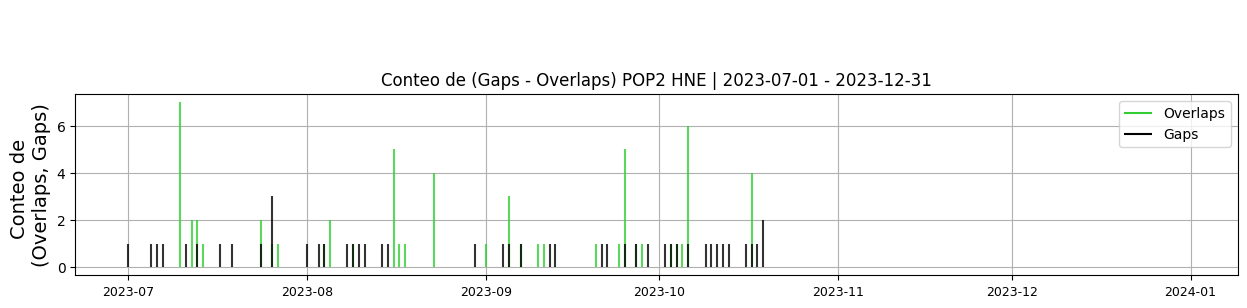 Conteo de (Gaps - Overlaps) POP2 HNE | 2023-07-01 - 2023-12-31
Conteo de
(Overlaps, Gaps)
6
4
2
0
Overlaps
Gaps
2023-07
2023-08
2023-09
2023-10
2023-11
2023-12
2024-01